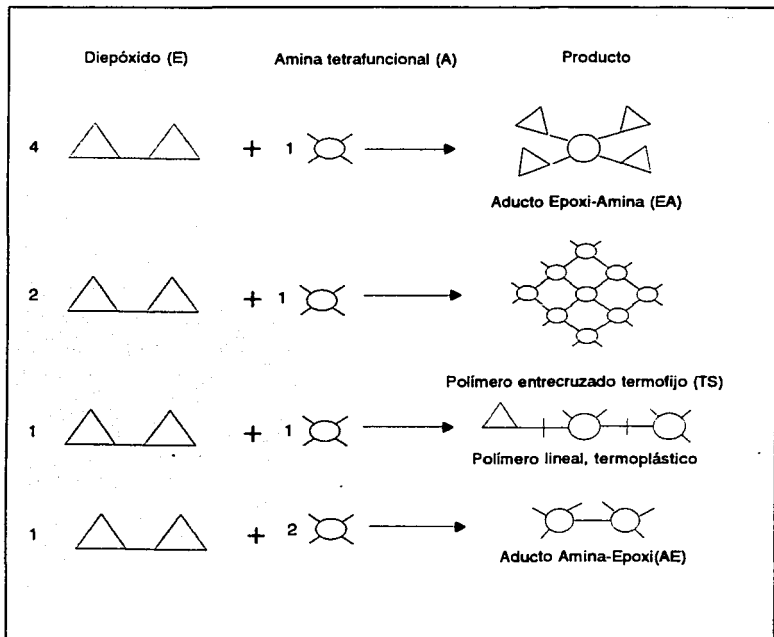 Diepóxido (E) Amina tetrafuncional (A) Producto
4 + 1
Aducto Epoxi-Amina (EA)
2 + 1
Polímero entrecruzado termofijo (TS)
1 + 1
Polímero lineal, termoplástico
1 + 2
Aducto Amina-Epoxi(AE)